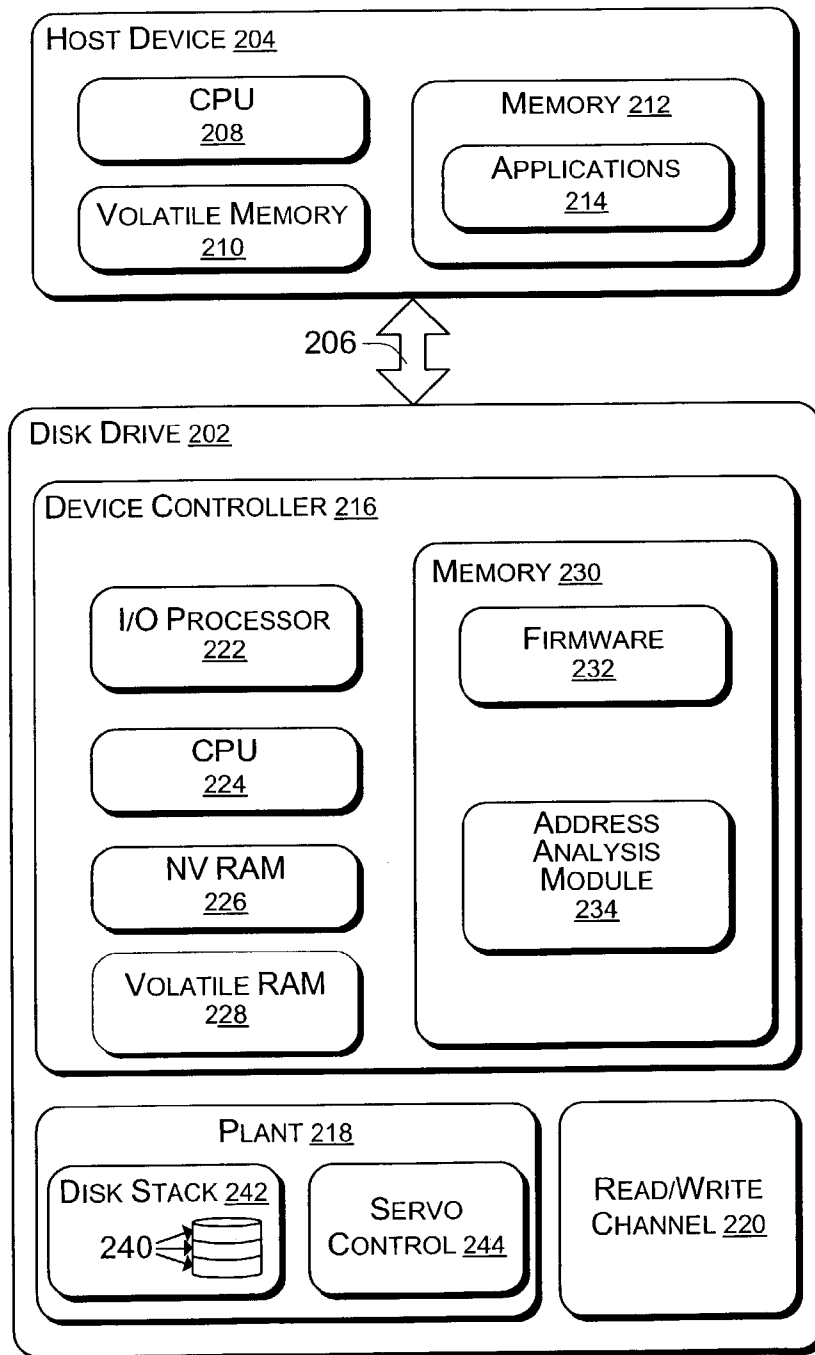 HOST DEVICE 204
CPU
208
VOLATILE MEMORY
210
MEMORY 212
APPLICATIONS
214
206
DISK DRIVE 202
DEVICE CONTROLLER 216
I/O PROCESSOR
222
CPU
224
NV RAM
226
VOLATILE RAM
228
MEMORY 230
FIRMWARE
232
ADDRESS
ANALYSIS
MODULE
234
PLANT 218
DISK STACK 242
240
SERVO
CONTROL 244
READ/WRITE
CHANNEL 220